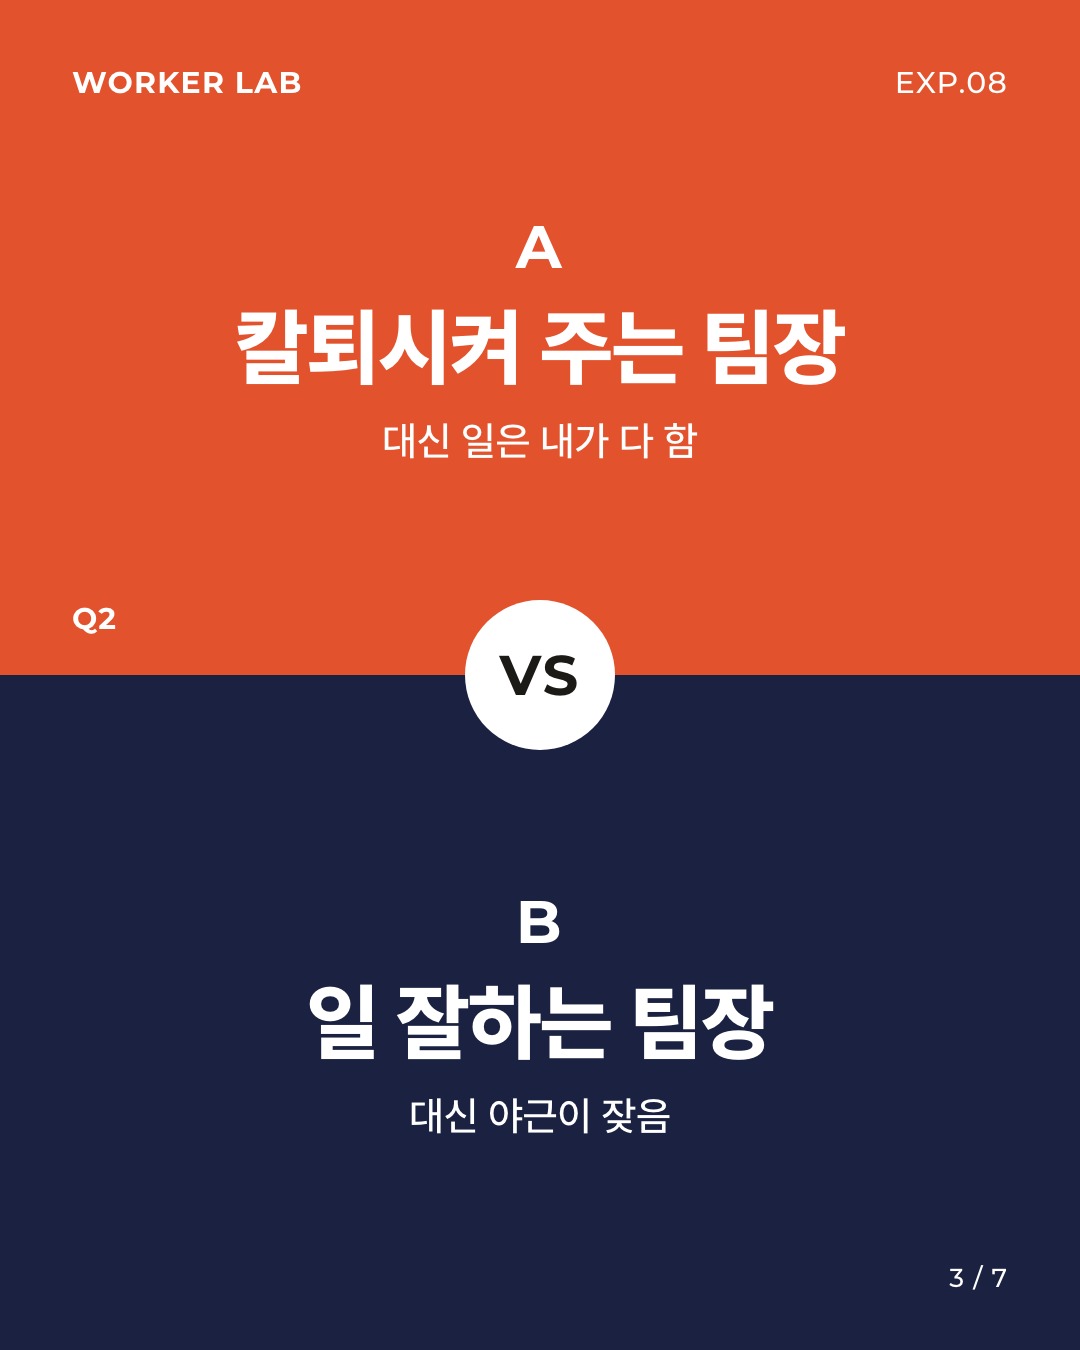 WORKER LAB
EXP.08
A
칼퇴시켜 주는 팀장
대신 일은 내가 다 함
Q2
VS
B
일 잘하는 팀장
대신 야근이 잦음
3 / 7